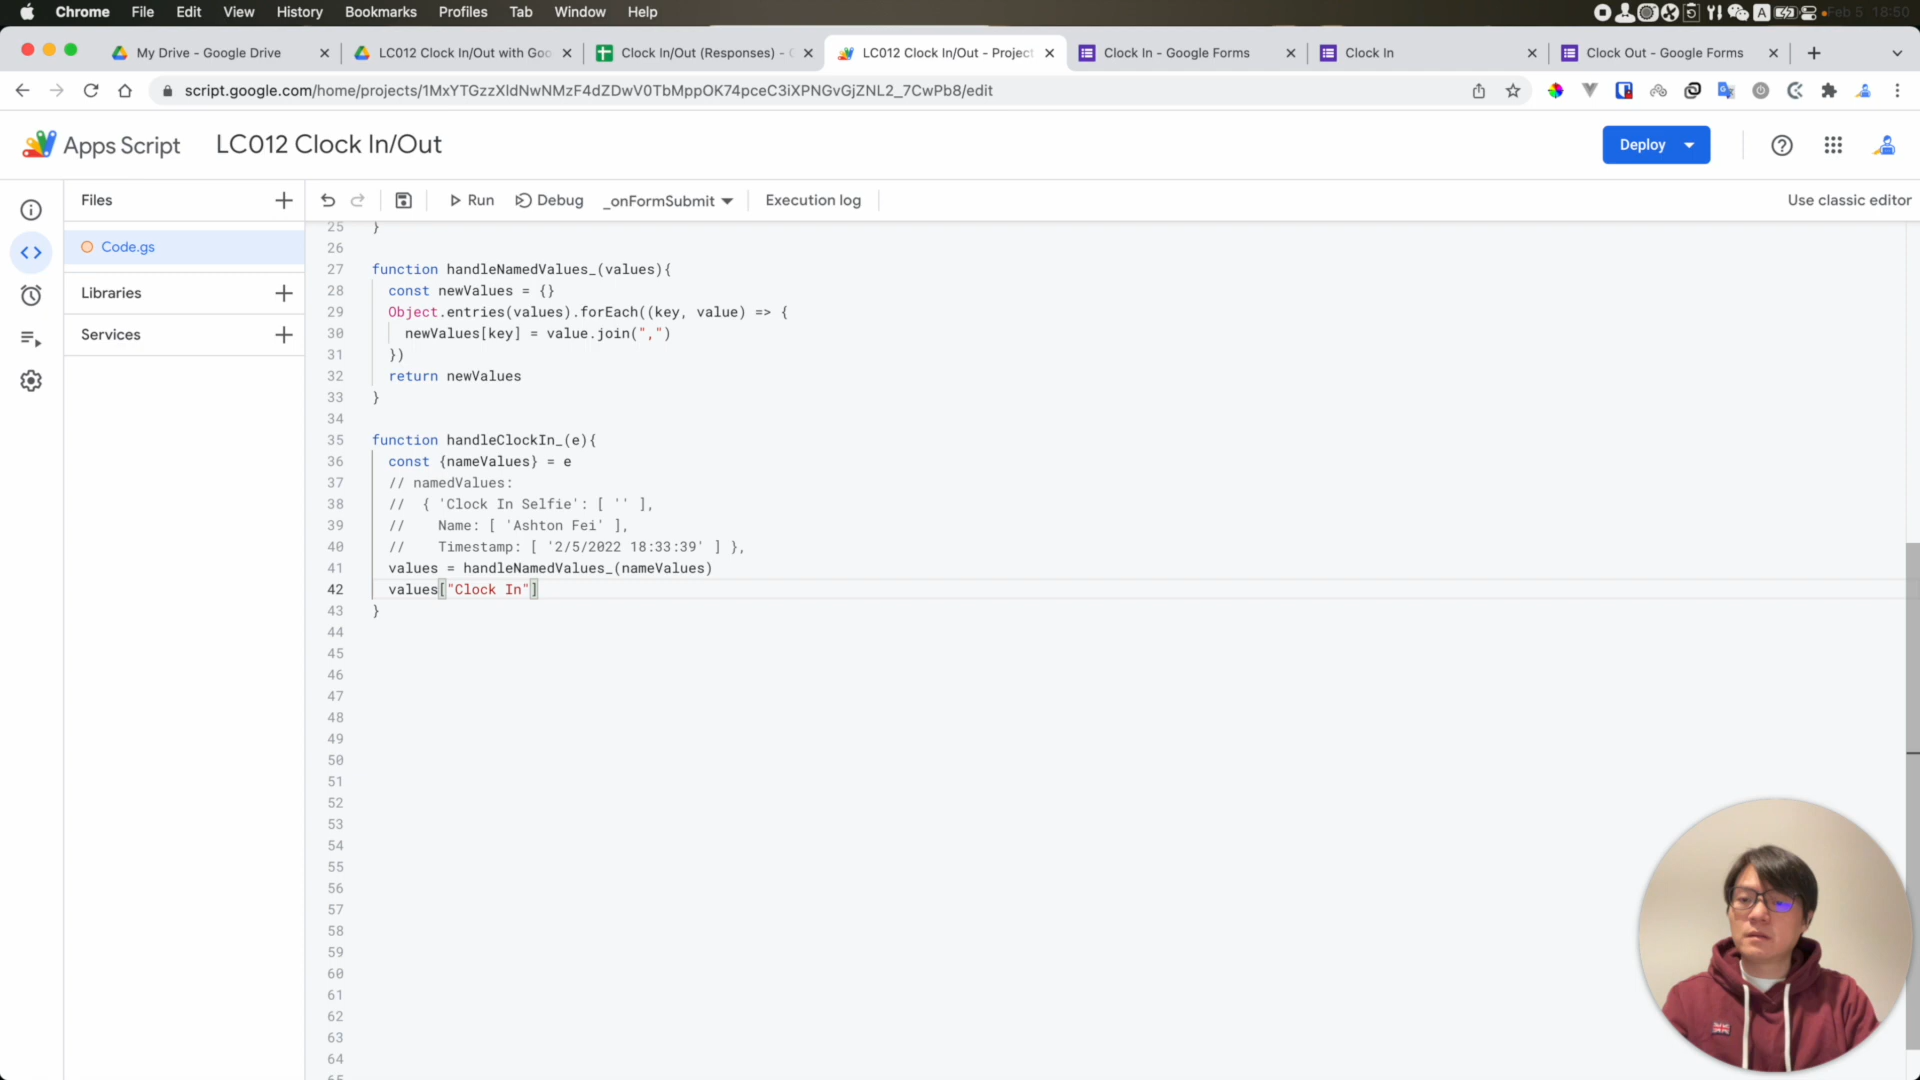 Chrome File Edit View History Bookmarks Profiles Tab Window Help Feb 5 18:50
My Drive - Google Drive
LC012 Clock In/Out with Goo
Clock In/Out (Responses) -
LC012 Clock In/Out - Project
Clock In - Google Forms
Clock In
Clock Out - Google Forms
script.google.com/home/projects/1MxYTGzzXldNwNMzF4dZDwV0TbMppOK74pceC3iXPNGvGjZNL2_7CwPb8/edit
Apps Script LC012 Clock In/Out
Deploy
Files
Run Debug _onFormSubmit Execution log
Use classic editor
Code.gs
Libraries
Services
25 }
26
27 function handleNamedValues_(values){
28 const newValues = {}
29 Object.entries(values).forEach((key, value) => {
30 newValues[key] = value.join(",")
31 })
32 return newValues
33 }
34
35 function handleClockIn_(e){
36 const {nameValues} = e
37 // namedValues:
38 // { 'Clock In Selfie': [ '' ],
39 // Name: [ 'Ashton Fei' ],
40 // Timestamp: [ '2/5/2022 18:33:39' ] },
41 values = handleNamedValues_(nameValues)
42 values["Clock In"]
43 }
44
45
46
47
48
49
50
51
52
53
54
55
56
57
58
59
60
61
62
63
64
65